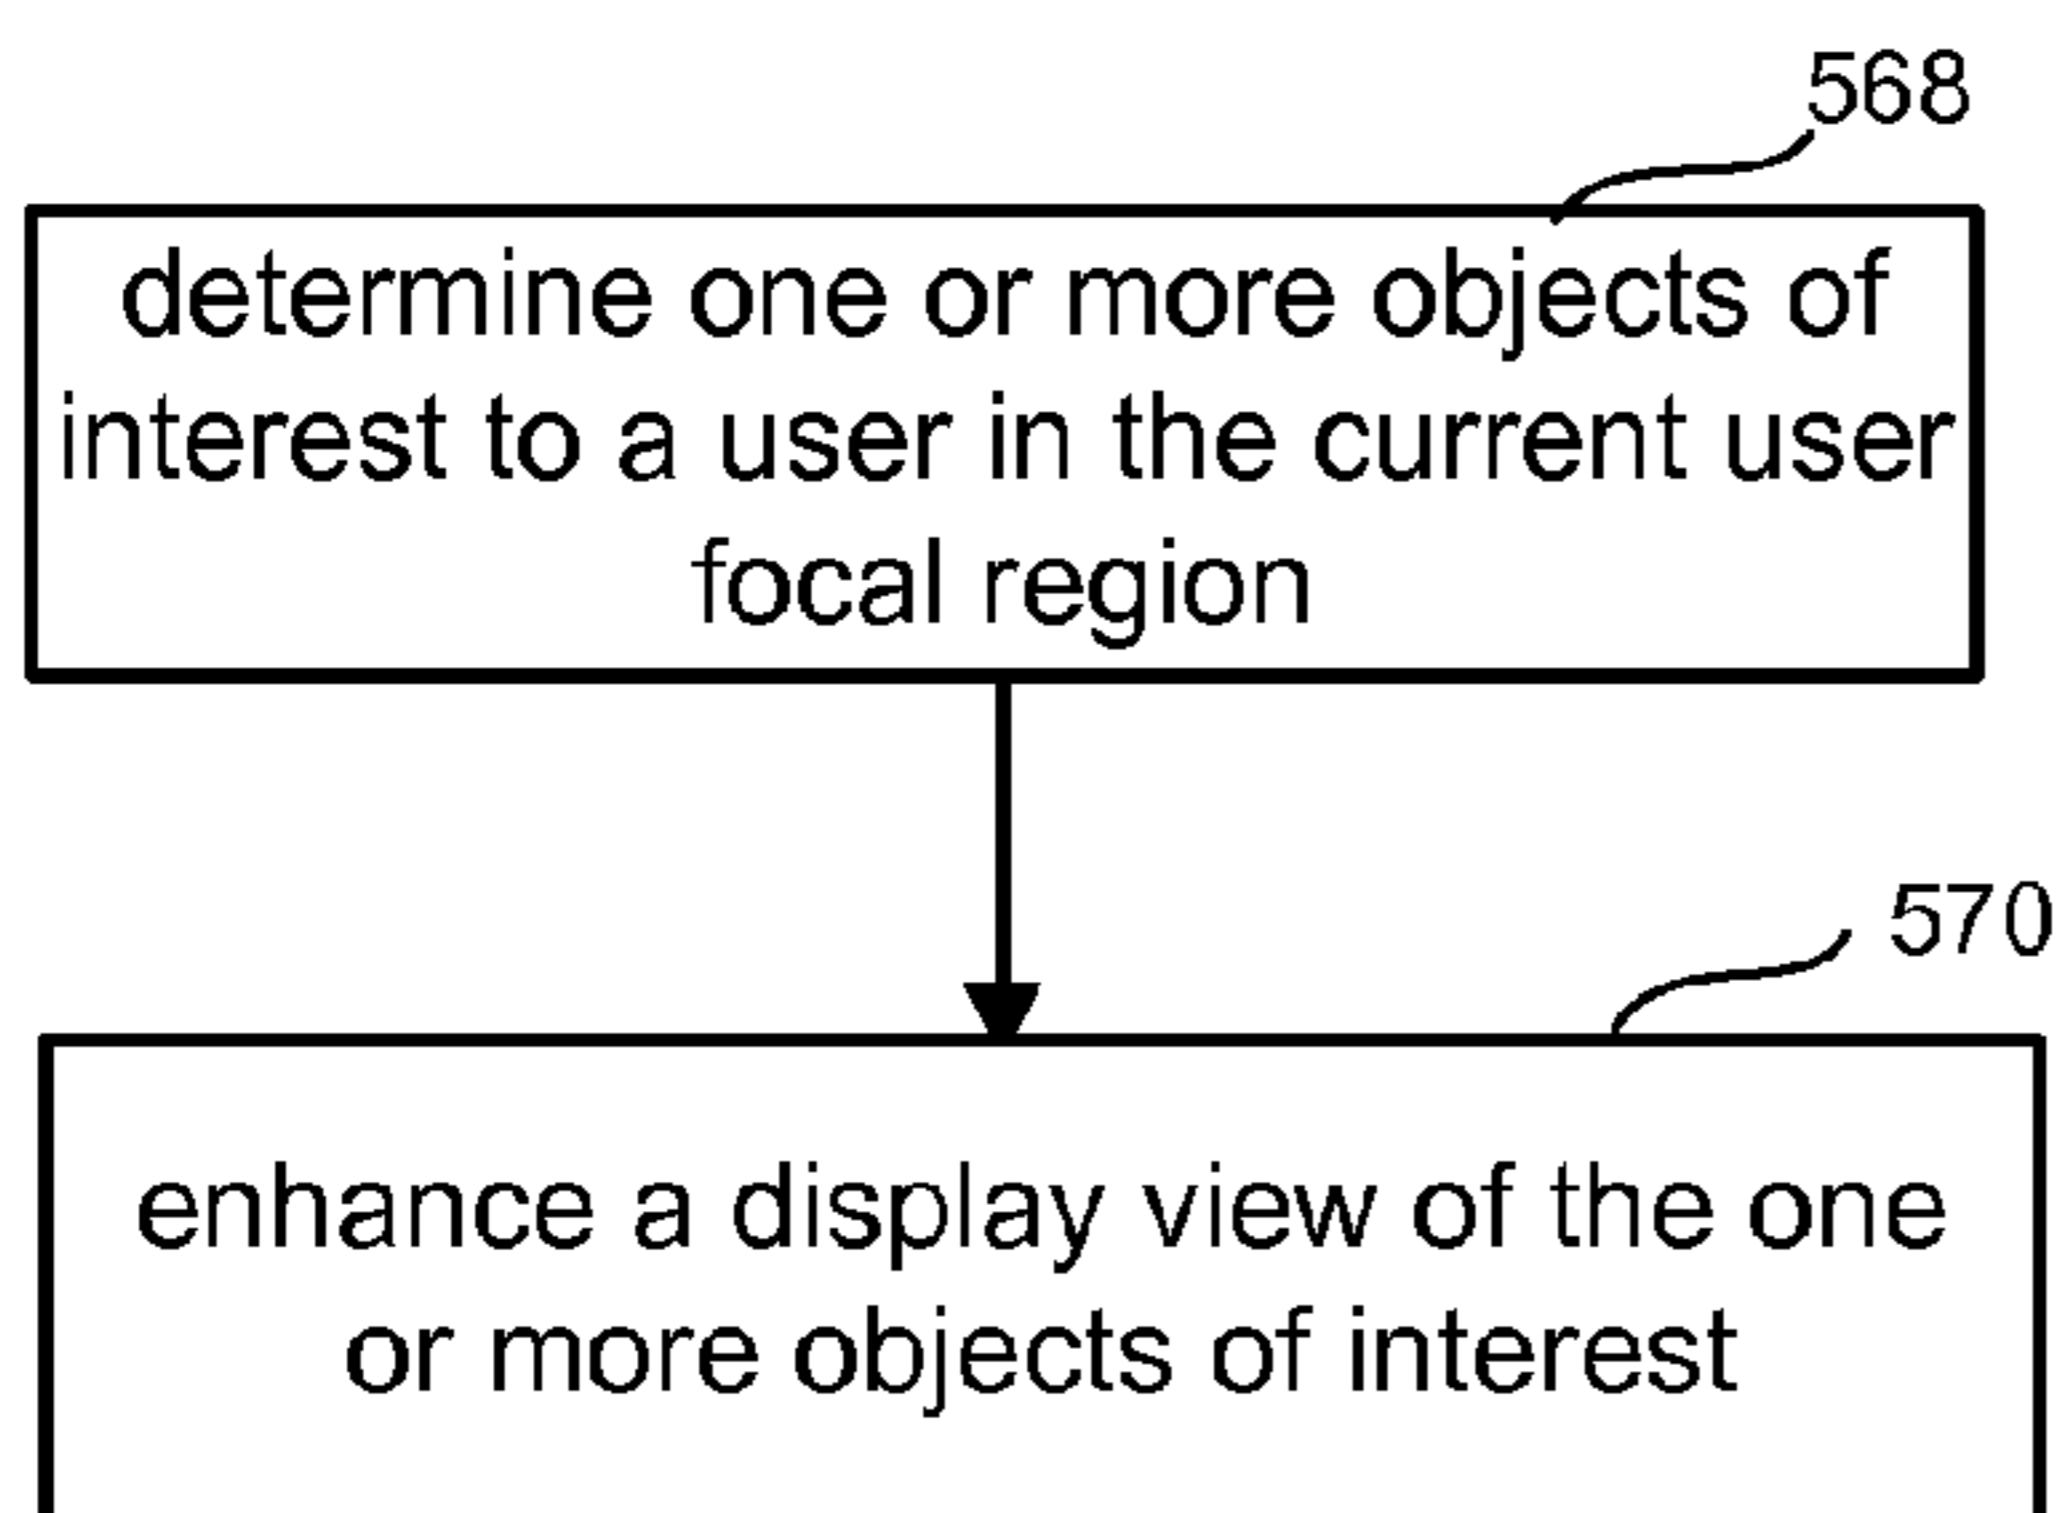 568
determine one or more objects of
interest to a user in the current user
focal region
570
enhance a display view of the one
or more objects of interest